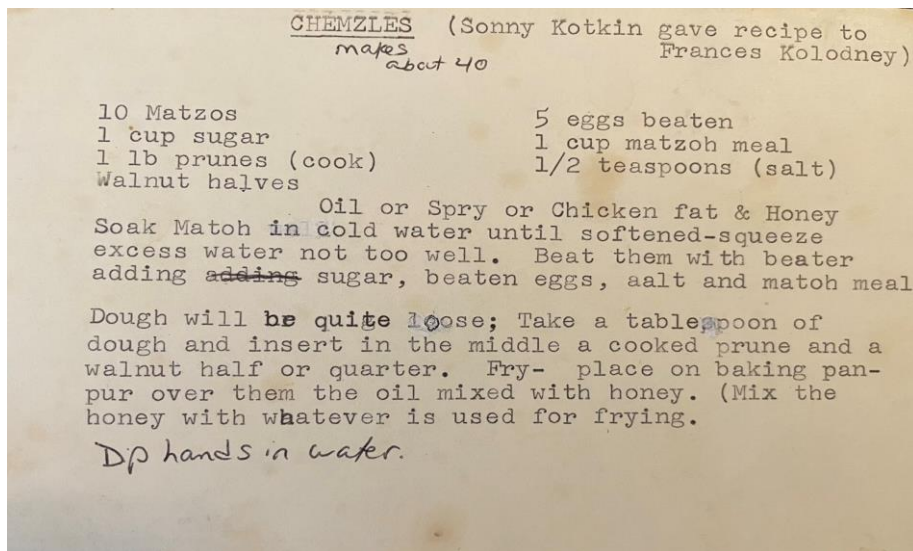 CHEMZLES (Sonny Kotkin gave recipe to
makes Frances Kolodney)
about 40
10 Matzos 5 eggs beaten
1 cup sugar 1 cup matzoh meal
1 lb prunes (cook) 1/2 teaspoons (salt)
Walnut halves
Oil or Spry or Chicken fat & Honey
Soak Matoh in cold water until softened-squeeze
excess water not too well. Beat them with beater
adding adding sugar, beaten eggs, aalt and matoh meal
Dough will be quite loose; Take a tablespoon of
dough and insert in the middle a cooked prune and a
walnut half or quarter. Fry- place on baking pan-
pur over them the oil mixed with honey. (Mix the
honey with whatever is used for frying.
Dp hands in water.